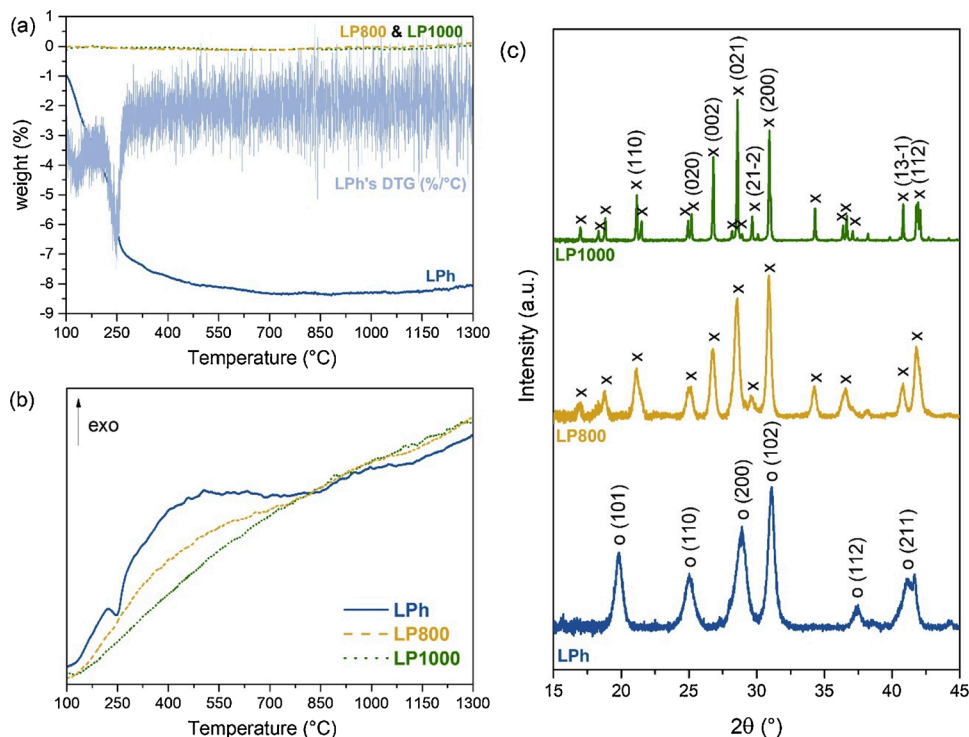 (a)
LP800 & LP1000
1
0
-1
-2
-3
-4
-5
-6
-7
-8
-9
weight (%)
LPh's DTG (%/°C)
LPh
100 250 400 550 700 850 1000 1150 1300
Temperature (°C)
(b)
exo
LPh
LP800
LP1000
100 250 400 550 700 850 1000 1150 1300
Temperature (°C)
(c)
Intensity (a.u.)
x x x x (110) x x x (020) x (002) x x (021) x x (21-2) x (200) x x x x x (13-1) x (112)
LP1000
x x x x x x x x x x x x
LP800
o (101) o (110) o (200) o (102) o (112) o (211)
LPh
15 20 25 30 35 40 45
2θ (°)